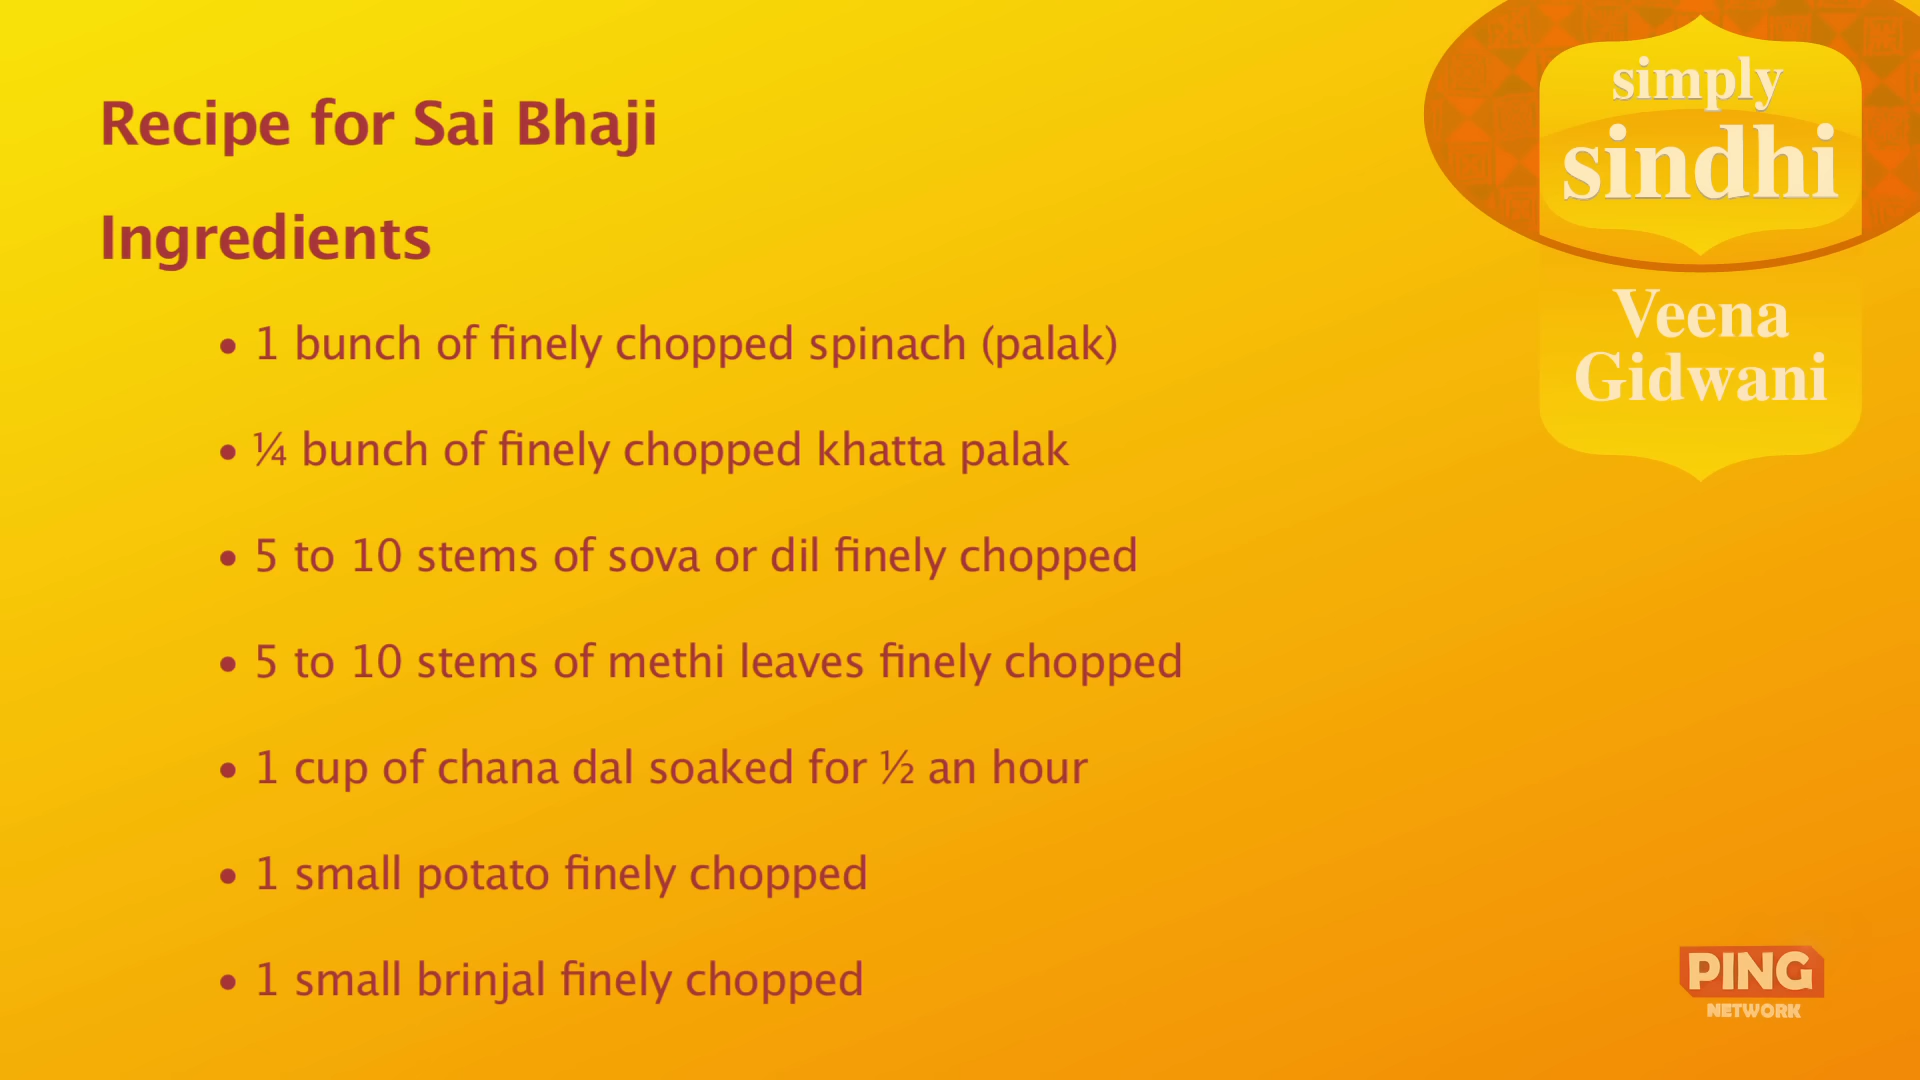 Recipe for Sai Bhaji
Ingredients
• 1 bunch of finely chopped spinach (palak)
• ¼ bunch of finely chopped khatta palak
• 5 to 10 stems of sova or dil finely chopped
• 5 to 10 stems of methi leaves finely chopped
• 1 cup of chana dal soaked for ½ an hour
• 1 small potato finely chopped
• 1 small brinjal finely chopped
simply
sindhi
Veena
Gidwani
PING
NETWORK